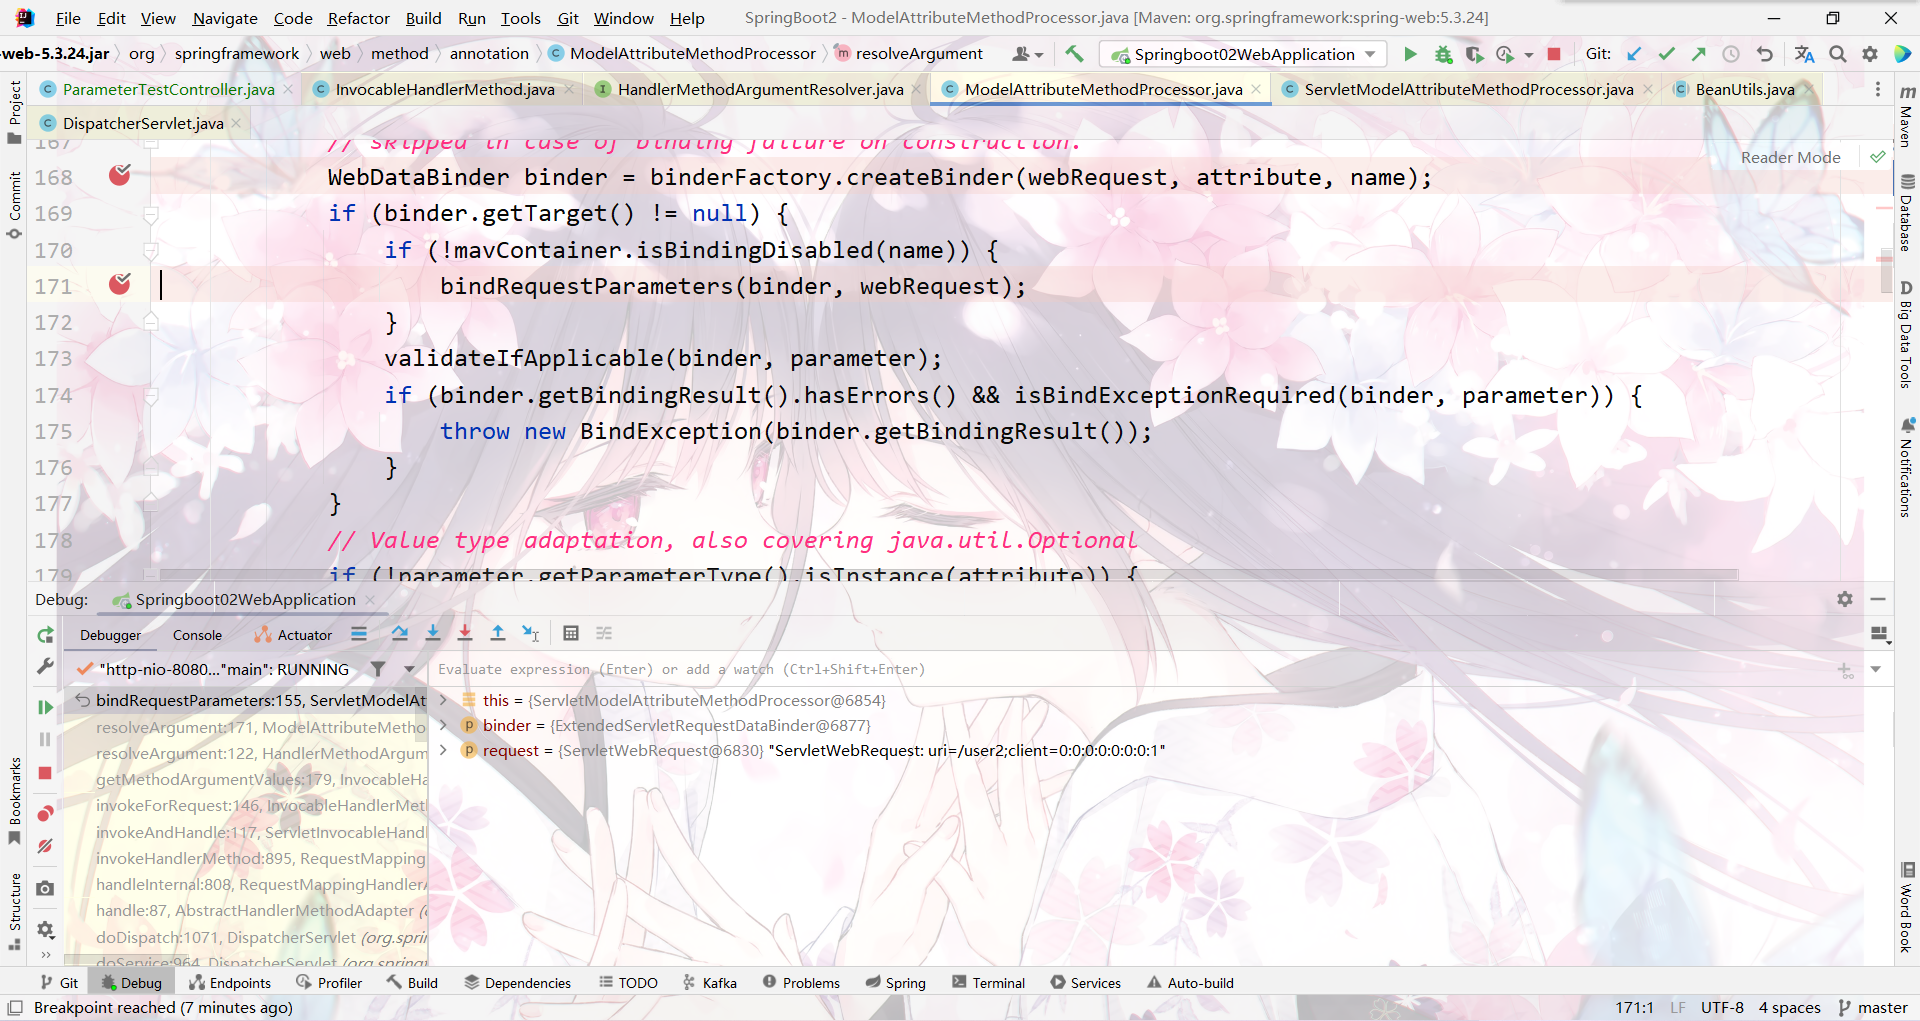 File Edit View Navigate Code Refactor Build Run Tools Git Window Help SpringBoot2 - ModelAttributeMethodProcessor.java [Maven: org.springframework:spring-web:5.3.24]
-web-5.3.24.jar org springframework web method annotation ModelAttributeMethodProcessor resolveArgument Springboot02WebApplication Git:
ParameterTestController.java InvocableHandlerMethod.java HandlerMethodArgumentResolver.java ModelAttributeMethodProcessor.java ServletModelAttributeMethodProcessor.java BeanUtils.java
DispatcherServlet.java
167 // skipped in case of binding failure on construction.
Reader Mode
168 WebDataBinder binder = binderFactory.createBinder(webRequest, attribute, name);
169 if (binder.getTarget() != null) {
170 if (!mavContainer.isBindingDisabled(name)) {
171 bindRequestParameters(binder, webRequest);
172 }
173 validateIfApplicable(binder, parameter);
174 if (binder.getBindingResult().hasErrors() && isBindExceptionRequired(binder, parameter)) {
175 throw new BindException(binder.getBindingResult());
176 }
177 }
178 // Value type adaptation, also covering java.util.Optional
179 if (!parameter.getParameterType().isInstance(attribute)) {
Project
Commit
Bookmarks
Structure
Maven
Database
Big Data Tools
Notifications
Word Book
Debug: Springboot02WebApplication
Debugger Console Actuator
"http-nio-8080..."main": RUNNING
Evaluate expression (Enter) or add a watch (Ctrl+Shift+Enter)
bindRequestParameters:155, ServletModelAt
resolveArgument:171, ModelAttributeMetho
resolveArgument:122, HandlerMethodArgum
getMethodArgumentValues:179, InvocableHa
invokeForRequest:146, InvocableHandlerMet
invokeAndHandle:117, ServletInvocableHandl
invokeHandlerMethod:895, RequestMapping
handleInternal:808, RequestMappingHandlerA
handle:87, AbstractHandlerMethodAdapter (o
doDispatch:1071, DispatcherServlet (org.sprin
doService:964, DispatcherServlet (org.spring
this = {ServletModelAttributeMethodProcessor@6854}
binder = {ExtendedServletRequestDataBinder@6877}
request = {ServletWebRequest@6830} "ServletWebRequest: uri=/user2;client=0:0:0:0:0:0:0:1"
Git Debug Endpoints Profiler Build Dependencies TODO Kafka Problems Spring Terminal Services Auto-build
Breakpoint reached (7 minutes ago) 171:1 LF UTF-8 4 spaces master